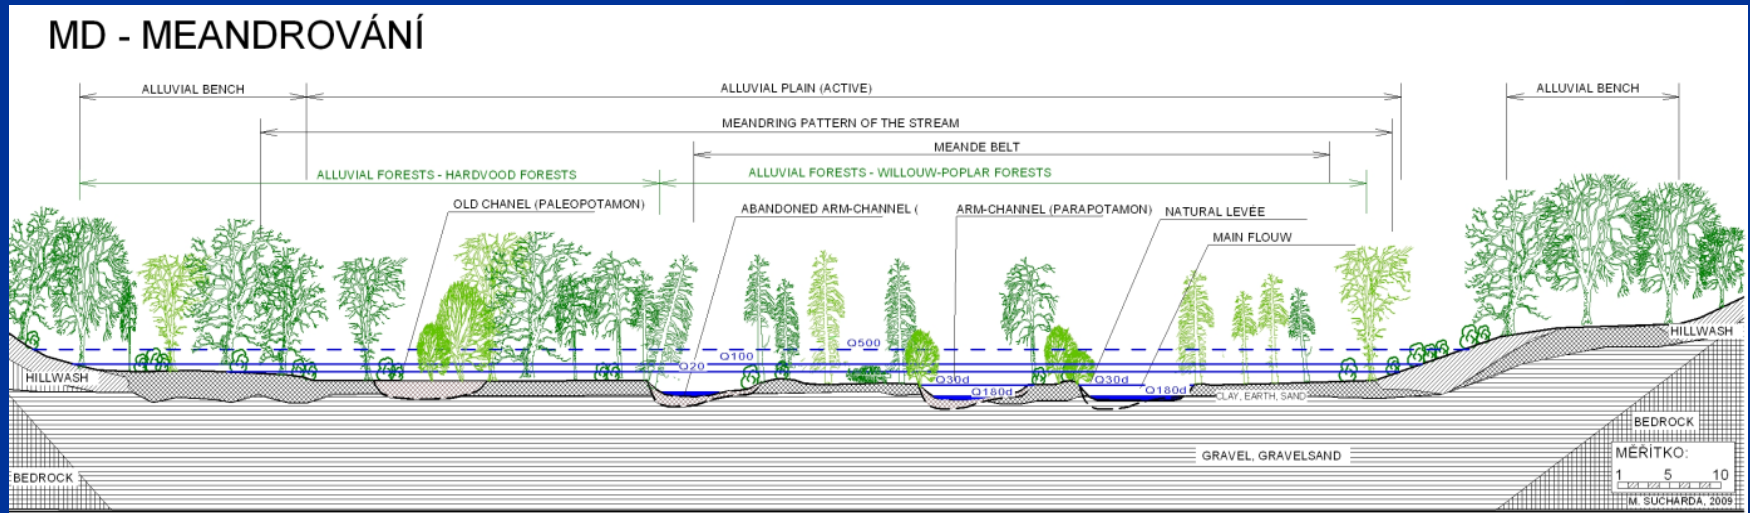 MD - MEANDROVÁNÍ
ALLUVIAL BENCH
ALLUVIAL PLAIN (ACTIVE)
ALLUVIAL BENCH
MEANDRING PATTERN OF THE STREAM
MEANDE BELT
ALLUVIAL FORESTS - HARDVOOD FORESTS
ALLUVIAL FORESTS - WILLOUW-POPLAR FORESTS
OLD CHANEL (PALEOPOTAMON)
ABANDONED ARM-CHANNEL (
ARM-CHANNEL (PARAPOTAMON)
NATURAL LEVÉE
MAIN FLOUW
HILLWASH
Q500
Q100
Q20
HILLWASH
Q30d
Q30d
Q180d
Q180d
CLAY, EARTH, SAND
BEDROCK
GRAVEL, GRAVELSAND
MĚŘÍTKO:
1 5 10
BEDROCK
M. SUCHARDA, 2009